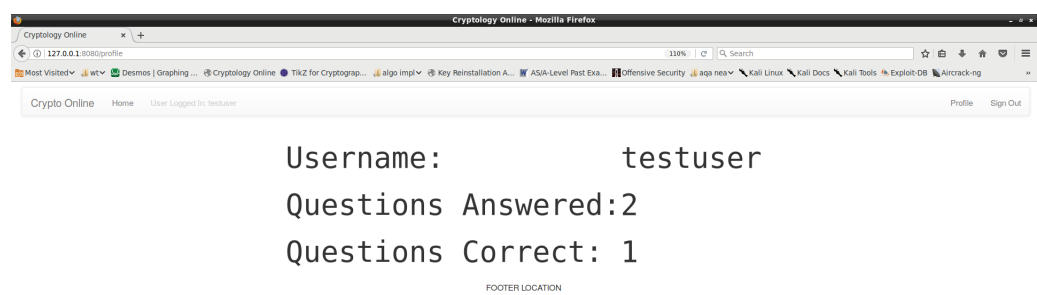 Cryptology Online - Mozilla Firefox
Cryptology Online × +
127.0.0.1:8080/profile 110% Search
Most Visited wt Desmos | Graphing ... Cryptology Online TikZ for Cryptograp... algo impl Key Reinstallation A... AS/A-Level Past Exa... Offensive Security aqa nea Kali Linux Kali Docs Kali Tools Exploit-DB Aircrack-ng »
Crypto Online Home User Logged In: testuser Profile Sign Out
Username: testuser
Questions Answered:2
Questions Correct: 1
FOOTER LOCATION